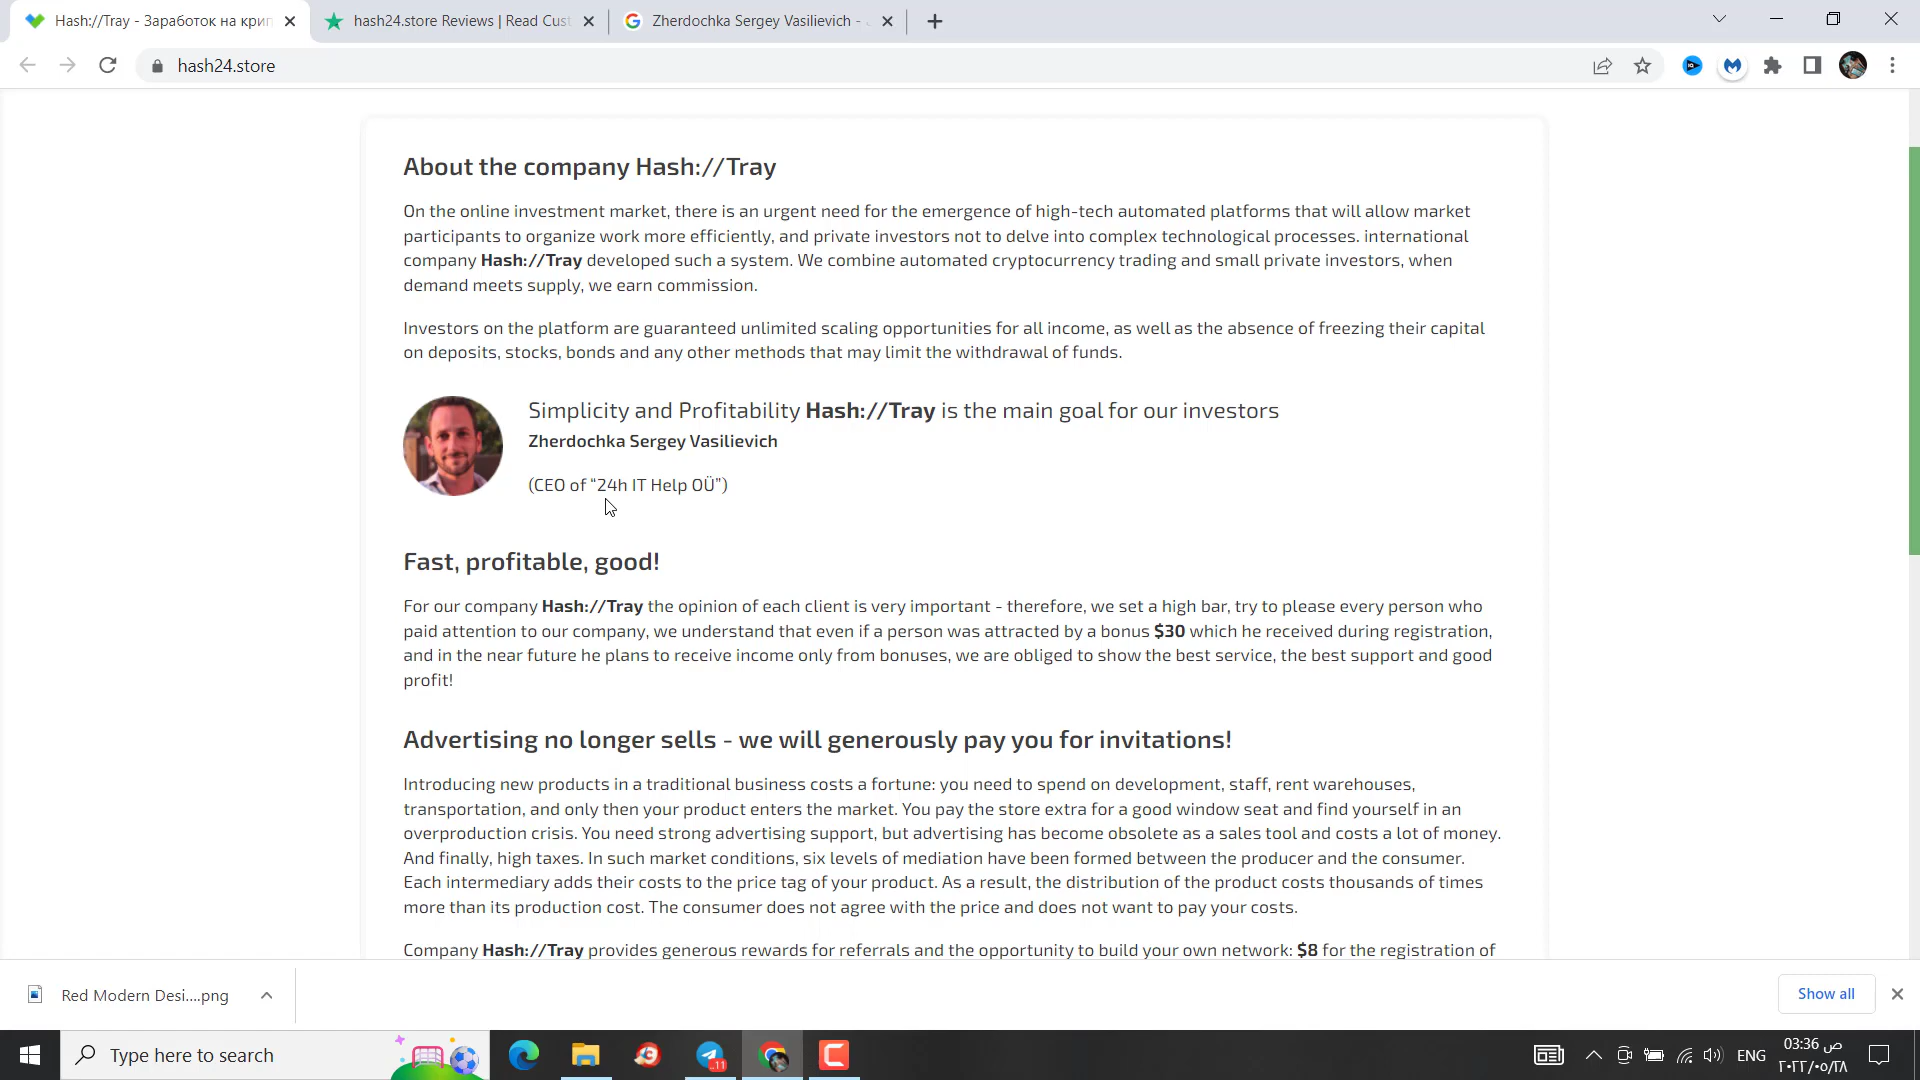 Hash://Tray - Заработок на крип
hash24.store Reviews | Read Cust
Zherdochka Sergey Vasilievich -
hash24.store
About the company Hash://Tray
On the online investment market, there is an urgent need for the emergence of high-tech automated platforms that will allow market
participants to organize work more efficiently, and private investors not to delve into complex technological processes. international
company Hash://Tray developed such a system. We combine automated cryptocurrency trading and small private investors, when
demand meets supply, we earn commission.
Investors on the platform are guaranteed unlimited scaling opportunities for all income, as well as the absence of freezing their capital
on deposits, stocks, bonds and any other methods that may limit the withdrawal of funds.
Simplicity and Profitability Hash://Tray is the main goal for our investors
Zherdochka Sergey Vasilievich
(CEO of “24h IT Help OÜ”)
Fast, profitable, good!
For our company Hash://Tray the opinion of each client is very important - therefore, we set a high bar, try to please every person who
paid attention to our company, we understand that even if a person was attracted by a bonus $30 which he received during registration,
and in the near future he plans to receive income only from bonuses, we are obliged to show the best service, the best support and good
profit!
Advertising no longer sells - we will generously pay you for invitations!
Introducing new products in a traditional business costs a fortune: you need to spend on development, staff, rent warehouses,
transportation, and only then your product enters the market. You pay the store extra for a good window seat and find yourself in an
overproduction crisis. You need strong advertising support, but advertising has become obsolete as a sales tool and costs a lot of money.
And finally, high taxes. In such market conditions, six levels of mediation have been formed between the producer and the consumer.
Each intermediary adds their costs to the price tag of your product. As a result, the distribution of the product costs thousands of times
more than its production cost. The consumer does not agree with the price and does not want to pay your costs.
Company Hash://Tray provides generous rewards for referrals and the opportunity to build your own network: $8 for the registration of
Red Modern Desi....png
Show all
Type here to search
11
ENG
03:36 ص
٢٠٢٢/٠٥/٢٨